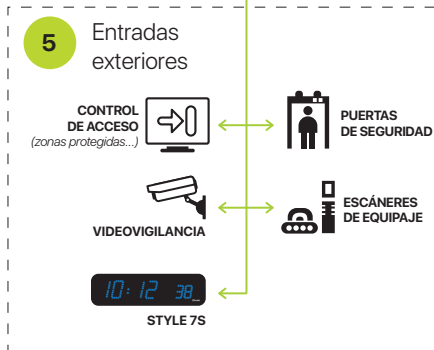 5
Entradas
exteriores
CONTROL
DE ACCESO
(zonas protegidas...)
PUERTAS
DE SEGURIDAD
VIDEOVIGILANCIA
ESCÁNERES
DE EQUIPAJE
10:12 38
STYLE 7S